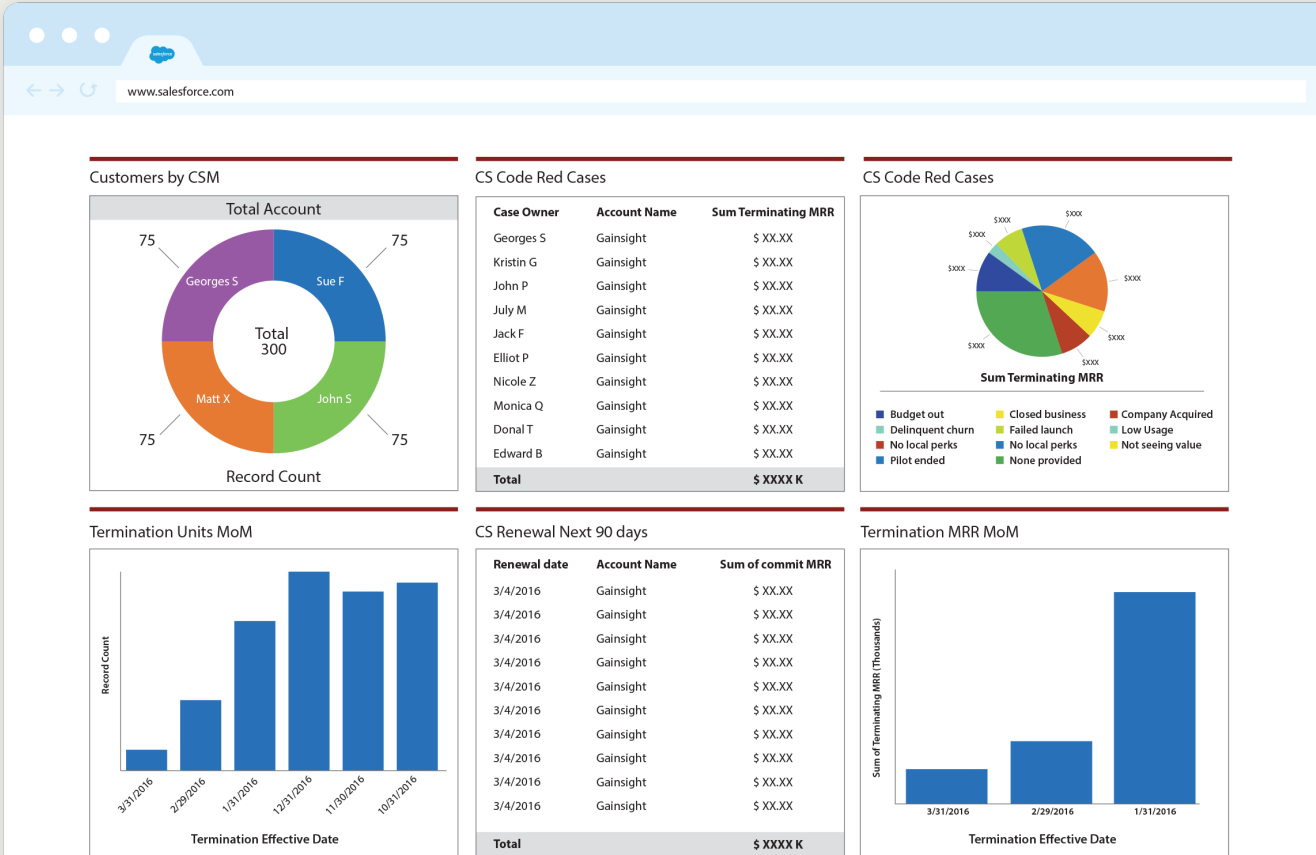 salesforce
www.salesforce.com
Customers by CSM
Total Account
75
75
Georges S
Sue F
Total
300
Matt X
John S
75
75
Record Count
CS Code Red Cases
Case Owner Account Name Sum Terminating MRR
Georges S Gainsight $ XX.XX
Kristin G Gainsight $ XX.XX
John P Gainsight $ XX.XX
July M Gainsight $ XX.XX
Jack F Gainsight $ XX.XX
Elliot P Gainsight $ XX.XX
Nicole Z Gainsight $ XX.XX
Monica Q Gainsight $ XX.XX
Donal T Gainsight $ XX.XX
Edward B Gainsight $ XX.XX
Total $ XXXX K
CS Code Red Cases
$XXX
$XXX
$XXX
$XXX
$XXX
$XXX
$XXX
$XXX
Sum Terminating MRR
Budget out Closed business Company Acquired
Delinquent churn Failed launch Low Usage
No local perks No local perks Not seeing value
Pilot ended None provided
Termination Units MoM
Record Count
3/31/2016
2/29/2016
1/31/2016
12/31/2016
11/30/2016
10/31/2016
Termination Effective Date
CS Renewal Next 90 days
Renewal date Account Name Sum of commit MRR
3/4/2016 Gainsight $ XX.XX
3/4/2016 Gainsight $ XX.XX
3/4/2016 Gainsight $ XX.XX
3/4/2016 Gainsight $ XX.XX
3/4/2016 Gainsight $ XX.XX
3/4/2016 Gainsight $ XX.XX
3/4/2016 Gainsight $ XX.XX
3/4/2016 Gainsight $ XX.XX
3/4/2016 Gainsight $ XX.XX
3/4/2016 Gainsight $ XX.XX
Total $ XXXX K
Termination MRR MoM
Sum of Terminating MRR (Thousands)
3/31/2016
2/29/2016
1/31/2016
Termination Effective Date